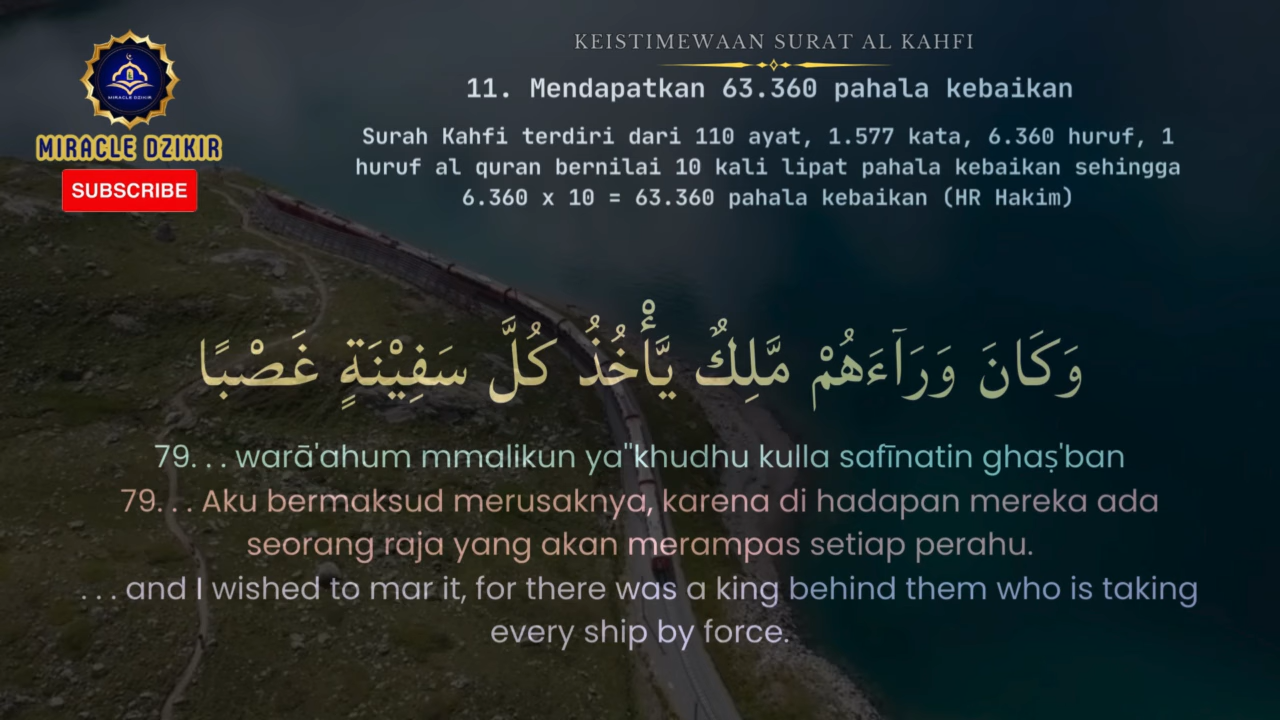 KEISTIMEWAAN SURAT AL KAHFI
11. Mendapatkan 63.360 pahala kebaikan
Surah Kahfi terdiri dari 110 ayat, 1.577 kata, 6.360 huruf, 1
huruf al quran bernilai 10 kali lipat pahala kebaikan sehingga
6.360 x 10 = 63.360 pahala kebaikan (HR Hakim)
MIRACLE DZIKIR
MIRACLE DZIKIR
SUBSCRIBE
وَكَانَ وَرَاۤءَهُمْ مَّلِكٌ يَّأْخُذُ كُلَّ سَفِيْنَةٍ غَصْبًا
79. . . warā'ahum mmalikun ya"khudhu kulla safīnatin ghaṣ'ban
79. . . Aku bermaksud merusaknya, karena di hadapan mereka ada
seorang raja yang akan merampas setiap perahu.
. . . and I wished to mar it, for there was a king behind them who is taking
every ship by force.